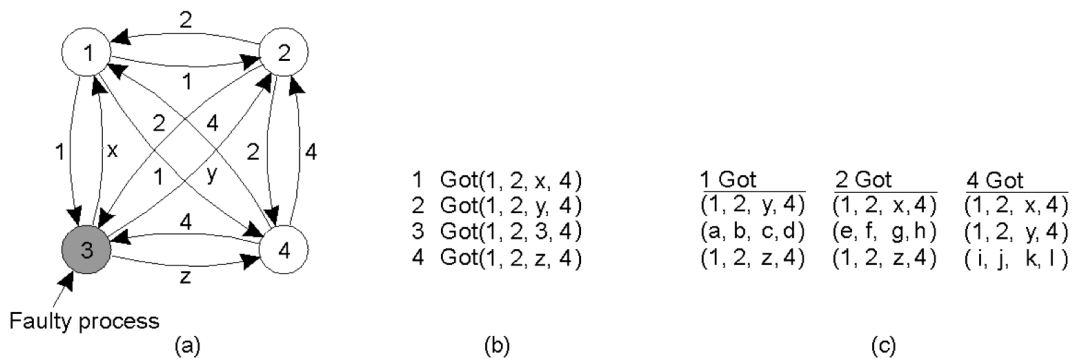 2
1
2
1
2
4
1
x
2
4
1
y
1 Got(1, 2, x, 4)
2 Got(1, 2, y, 4)
3 Got(1, 2, 3, 4)
4 Got(1, 2, z, 4)
1 Got
2 Got
4 Got
(1, 2, y, 4)
(1, 2, x, 4)
(1, 2, x, 4)
(a, b, c, d)
(e, f, g, h)
(1, 2, y, 4)
(1, 2, z, 4)
(1, 2, z, 4)
(i, j, k, l)
4
3
4
z
Faulty process
(a)
(b)
(c)